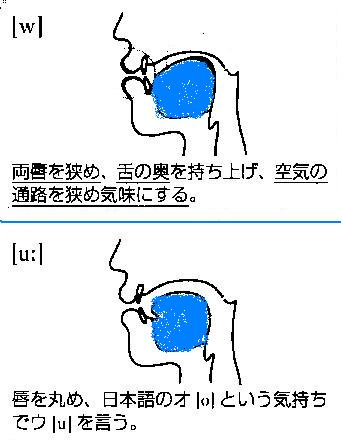 [w]
両唇を狭め、舌の奥を持ち上げ、空気の
通路を狭め気味にする。
[u:]
唇を丸め、日本語のオ [o] という気持ち
でウ [u] を言う。